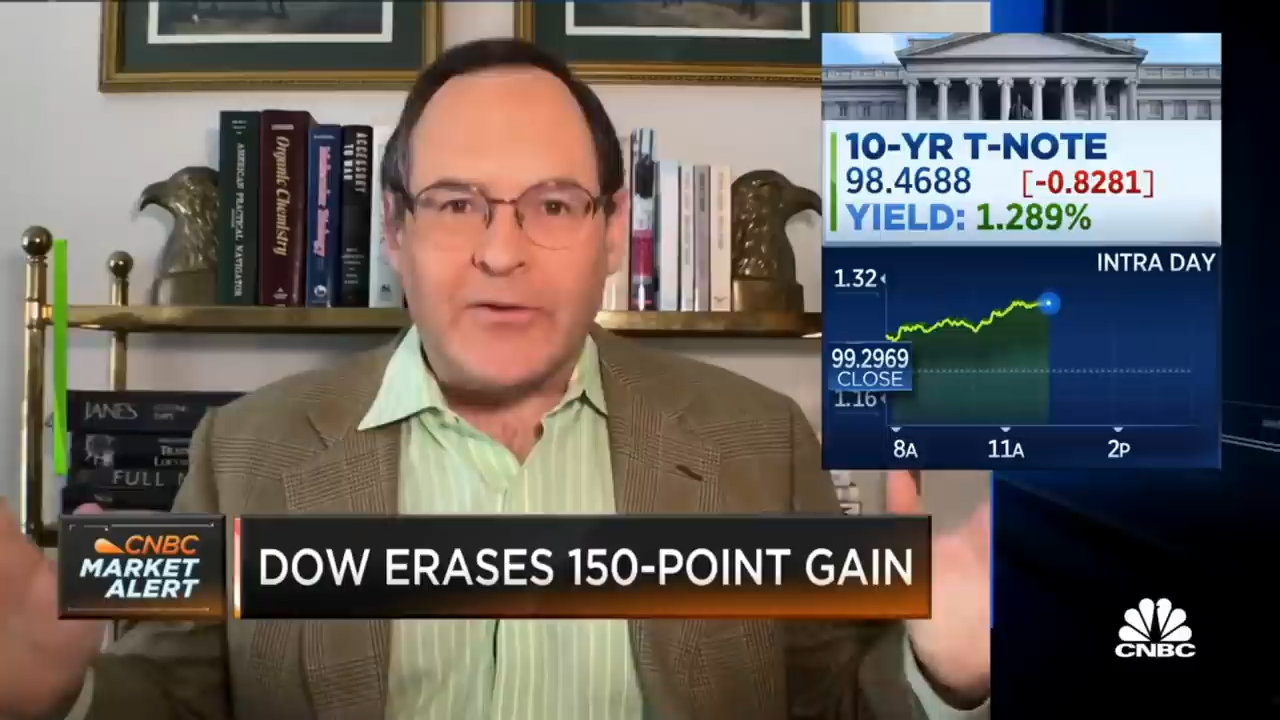 AMERICAN PRACTICAL NAVIGATOR
Organic Chemistry
ACCESSORY
TO WAR
JANES
FULL
10-YR T-NOTE
98.4688 [-0.8281]
YIELD: 1.289%
INTRA DAY
1.32
99.2969
CLOSE
1.16
8A 11A 2P
CNBC
MARKET
ALERT
DOW ERASES 150-POINT GAIN
CNBC